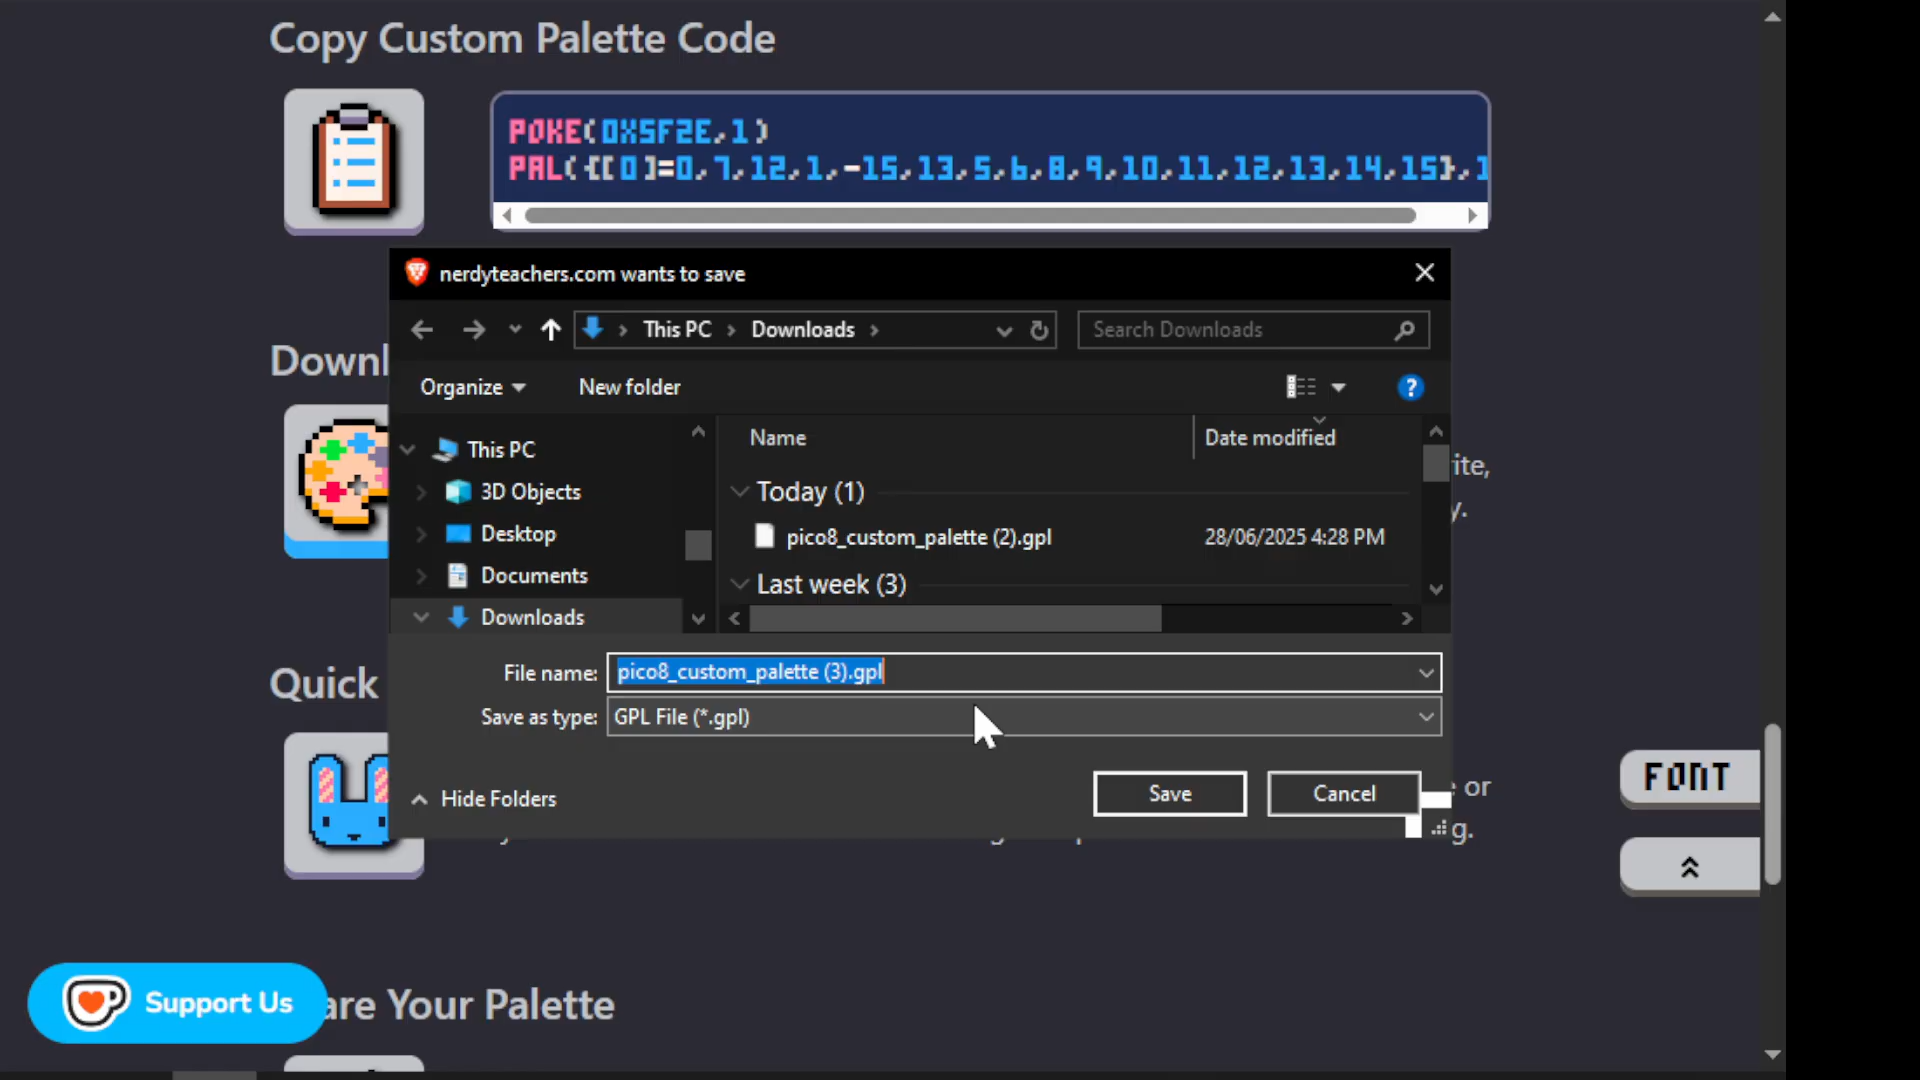 Copy Custom Palette Code
POKE(0X5F2E,1)
PAL({[0]=0,7,12,1,-15,13,5,6,8,9,10,11,12,13,14,15},1
nerdyteachers.com wants to save
This PC > Downloads >
Search Downloads
Downl
Organize
New folder
?
This PC
3D Objects
Desktop
Documents
Downloads
Name
Date modified
Today (1)
pico8_custom_palette (2).gpl
28/06/2025 4:28 PM
Last week (3)
ite,
y.
Quick
File name:
pico8_custom_palette (3).gpl
Save as type:
GPL File (*.gpl)
Hide Folders
Save
Cancel
or
g.
FONT
Support Us
are Your Palette